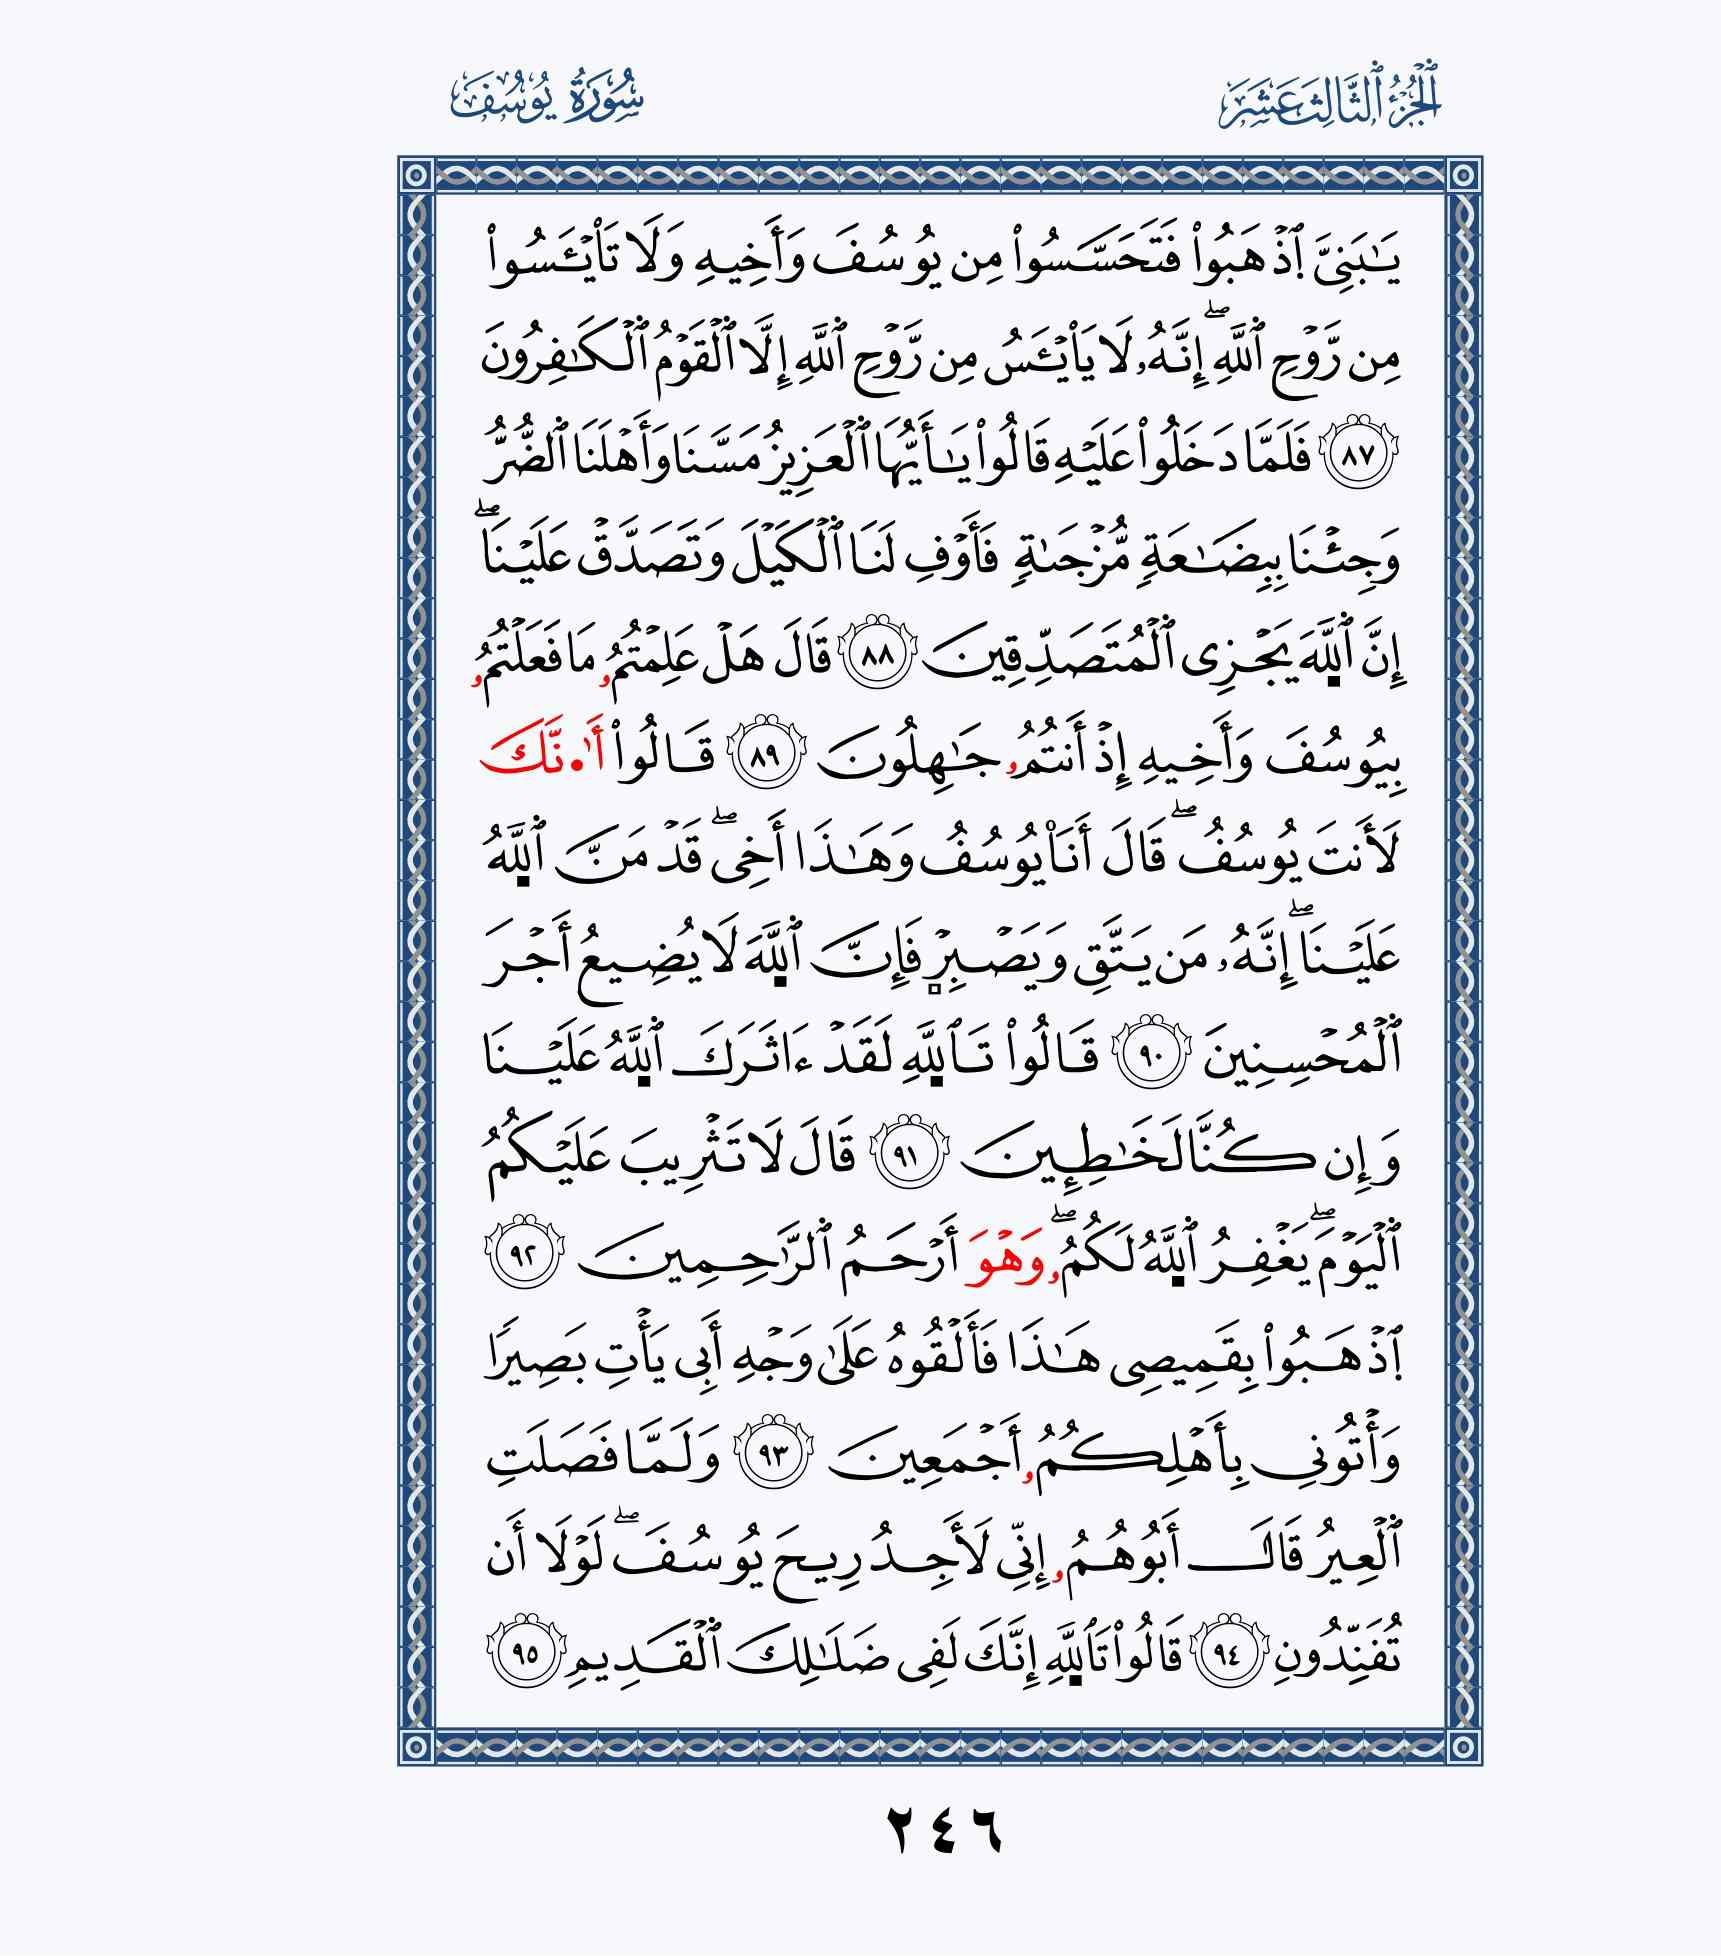 ٱلۡجُزۡءُ ٱلثَّالِثَ عَشَرَ
سُورَةُ يُوسُفَ
يَـٰبَنِىَّ ٱذۡهَبُواْ فَتَحَسَّسُواْ مِن يُوسُفَ وَأَخِيهِ وَلَا تَاْيۡـَٔسُواْ
مِن رَّوۡحِ ٱللَّهِۖ إِنَّهُۥ لَا يَاْيۡـَٔسُ مِن رَّوۡحِ ٱللَّهِ إِلَّا ٱلۡقَوۡمُ ٱلۡكَـٰفِرُونَ
٨٧ فَلَمَّا دَخَلُواْ عَلَيۡهِ قَالُواْ يَـٰٓأَيُّهَا ٱلۡعَزِيزُ مَسَّنَا وَأَهۡلَنَا ٱلضُّرُّ
وَجِئۡنَا بِبِضَـٰعَةٍ مُّزۡجَىٰةٍ فَأَوۡفِ لَنَا ٱلۡكَيۡلَ وَتَصَدَّقۡ عَلَيۡنَاۖ
إِنَّ ٱللَّهَ يَجۡزِى ٱلۡمُتَصَدِّقِينَ ٨٨ قَالَ هَلۡ عَلِمۡتُمُۥ مَا فَعَلۡتُمُۥ
بِيُوسُفَ وَأَخِيهِ إِذۡ أَنتُمُۥ جَـٰهِلُونَ ٨٩ قَالُواْ أَا۬نَّكَ
لَأَنتَ يُوسُفُۖ قَالَ أَنَا۠ يُوسُفُ وَهَـٰذَا أَخِىۖ قَدۡ مَنَّ ٱللَّهُ
عَلَيۡنَاۖ إِنَّهُۥ مَن يَتَّقِ وَيَصۡبِرۡ فَإِنَّ ٱللَّهَ لَا يُضِيعُ أَجۡرَ
ٱلۡمُحۡسِنِينَ ٩٠ قَالُواْ تَٱللَّهِ لَقَدۡ ءَاثَرَكَ ٱللَّهُ عَلَيۡنَا
وَإِن كُنَّا لَخَـٰطِـِٔينَ ٩١ قَالَ لَا تَثۡرِيبَ عَلَيۡكُمُ
ٱلۡيَوۡمَۖ يَغۡفِرُ ٱللَّهُ لَكُمُۥۖ وَهۡوَ أَرۡحَمُ ٱلرَّٰحِمِينَ ٩٢
ٱذۡهَبُواْ بِقَمِيصِى هَـٰذَا فَأَلۡقُوهُ عَلَىٰ وَجۡهِ أَبِى يَأۡتِ بَصِيرًا
وَأۡتُونِى بِأَهۡلِكُمُۥ أَجۡمَعِينَ ٩٣ وَلَمَّا فَصَلَتِ
ٱلۡعِيرُ قَالَ أَبُوهُمُۥ إِنِّى لَأَجِدُ رِيحَ يُوسُفَۖ لَوۡلَا أَن
تُفَنِّدُونِ ٩٤ قَالُواْ تَٱللَّهِ إِنَّكَ لَفِى ضَلَـٰلِكَ ٱلۡقَدِيمِ ٩٥
٢٤٦